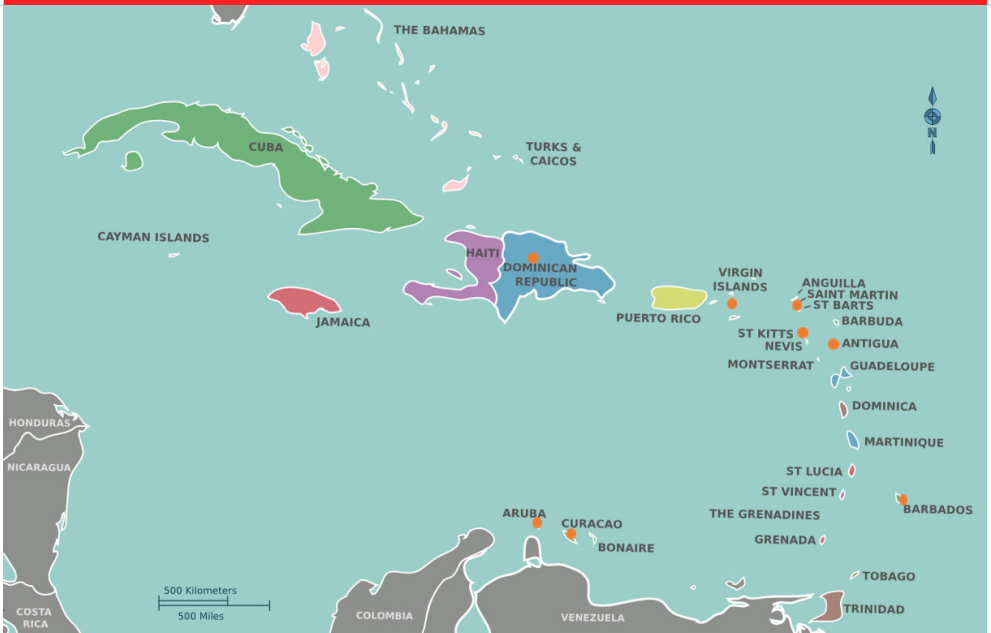 THE BAHAMAS
CUBA
TURKS &
CAICOS
N
CAYMAN ISLANDS
HAITI
DOMINICAN
REPUBLIC
JAMAICA
PUERTO RICO
VIRGIN
ISLANDS
ANGUILLA
SAINT MARTIN
ST BARTS
BARBUDA
ST KITTS
NEVIS
ANTIGUA
MONTSERRAT
GUADELOUPE
DOMINICA
MARTINIQUE
ST LUCIA
ST VINCENT
THE GRENADINES
BARBADOS
GRENADA
HONDURAS
NICARAGUA
ARUBA
CURACAO
BONAIRE
TOBAGO
TRINIDAD
500 Kilometers
500 Miles
COSTA
RICA
COLOMBIA
VENEZUELA